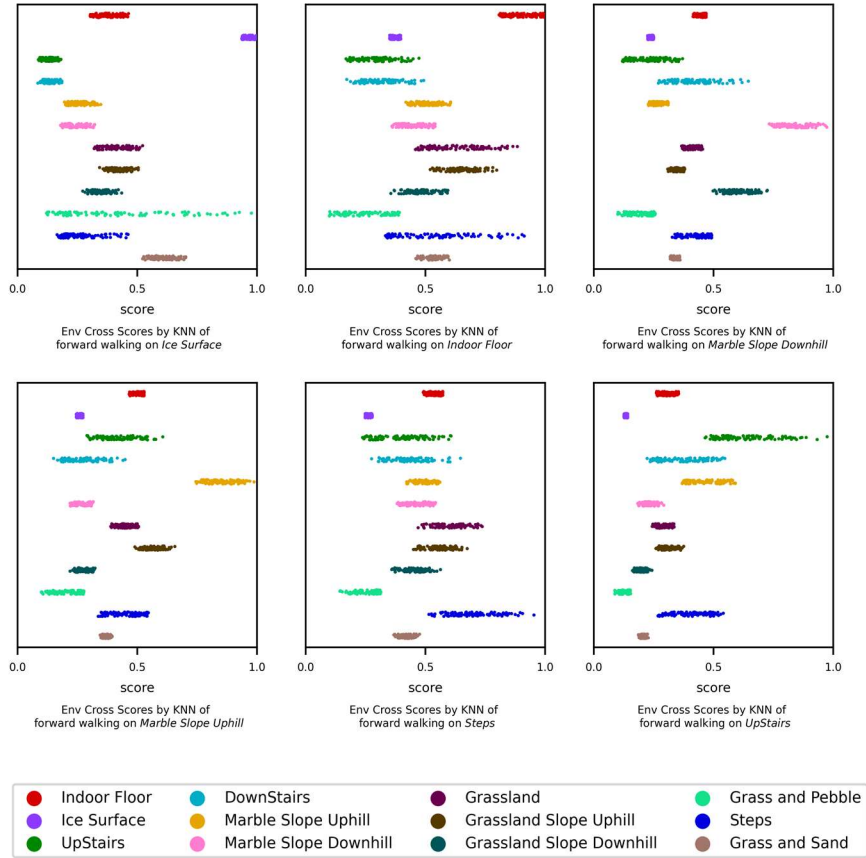 0.0 0.5 1.0
score
Env Cross Scores by KNN of
forward walking on Ice Surface
0.0 0.5 1.0
score
Env Cross Scores by KNN of
forward walking on Indoor Floor
0.0 0.5 1.0
score
Env Cross Scores by KNN of
forward walking on Marble Slope Downhill
0.0 0.5 1.0
score
Env Cross Scores by KNN of
forward walking on Marble Slope Uphill
0.0 0.5 1.0
score
Env Cross Scores by KNN of
forward walking on Steps
0.0 0.5 1.0
score
Env Cross Scores by KNN of
forward walking on UpStairs
Indoor Floor
Ice Surface
UpStairs
DownStairs
Marble Slope Uphill
Marble Slope Downhill
Grassland
Grassland Slope Uphill
Grassland Slope Downhill
Grass and Pebble
Steps
Grass and Sand